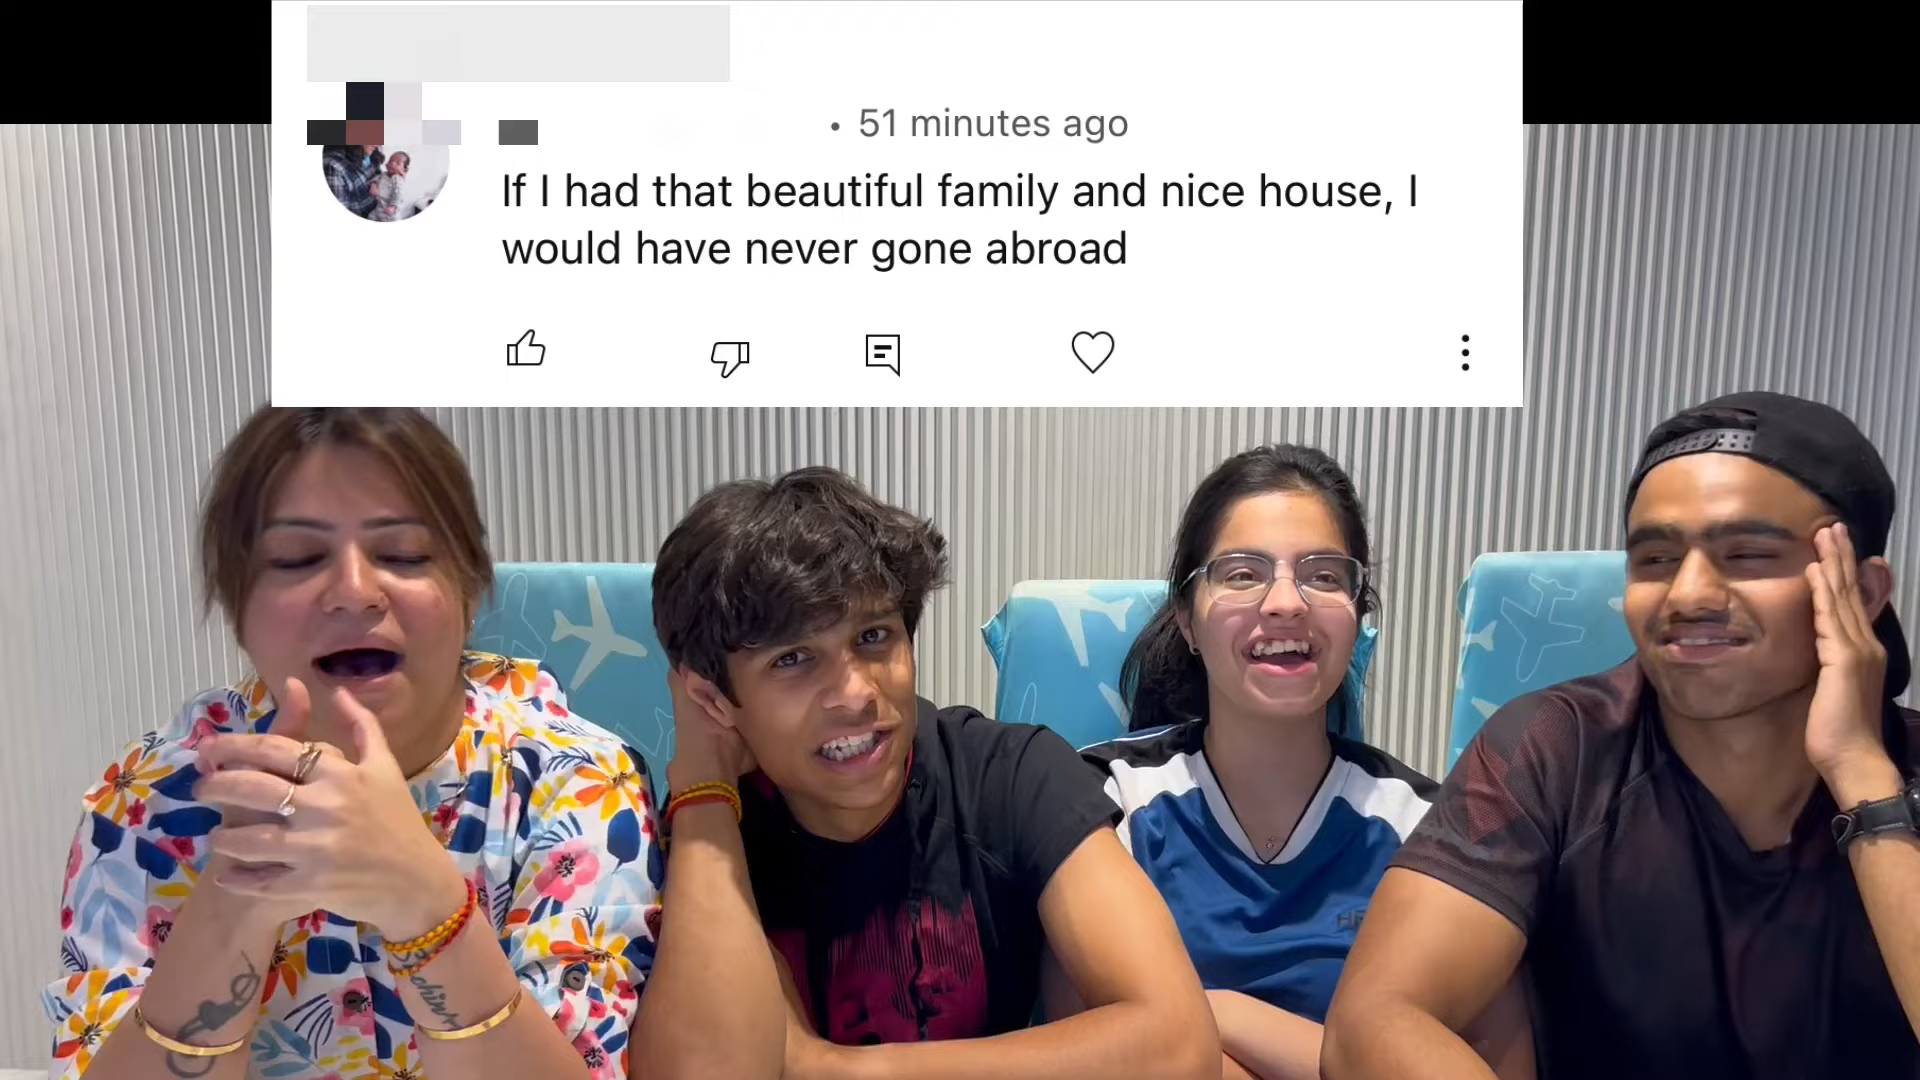 • 51 minutes ago
If I had that beautiful family and nice house, I
would have never gone abroad